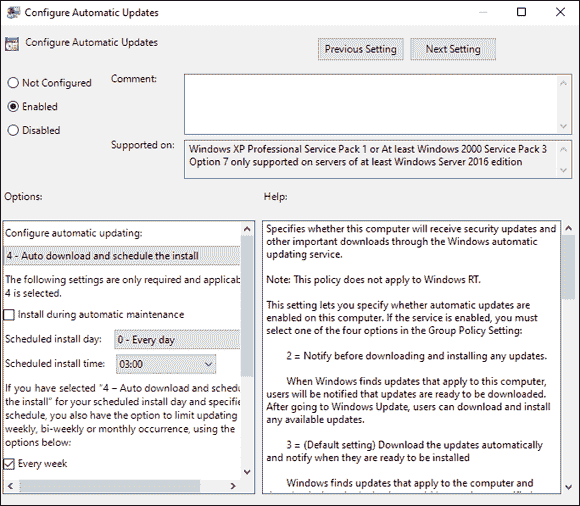 Configure Automatic Updates
Configure Automatic Updates
Previous Setting
Next Setting
Not Configured
Comment:
Enabled
Disabled
Supported on:
Windows XP Professional Service Pack 1 or At least Windows 2000 Service Pack 3
Option 7 only supported on servers of at least Windows Server 2016 edition
Options:
Help:
Configure automatic updating:
4 - Auto download and schedule the install
The following settings are only required and applicab
4 is selected.
Install during automatic maintenance
Scheduled install day:
0 - Every day
Scheduled install time:
03:00
If you have selected "4 – Auto download and schedu
the install" for your scheduled install day and specifie
schedule, you also have the option to limit updating
weekly, bi-weekly or monthly occurrence, using the
options below:
Every week
Specifies whether this computer will receive security updates and
other important downloads through the Windows automatic
updating service.
Note: This policy does not apply to Windows RT.
This setting lets you specify whether automatic updates are
enabled on this computer. If the service is enabled, you must
select one of the four options in the Group Policy Setting:
2 = Notify before downloading and installing any updates.
When Windows finds updates that apply to this computer,
users will be notified that updates are ready to be downloaded.
After going to Windows Update, users can download and install
any available updates.
3 = (Default setting) Download the updates automatically
and notify when they are ready to be installed
Windows finds updates that apply to the computer and